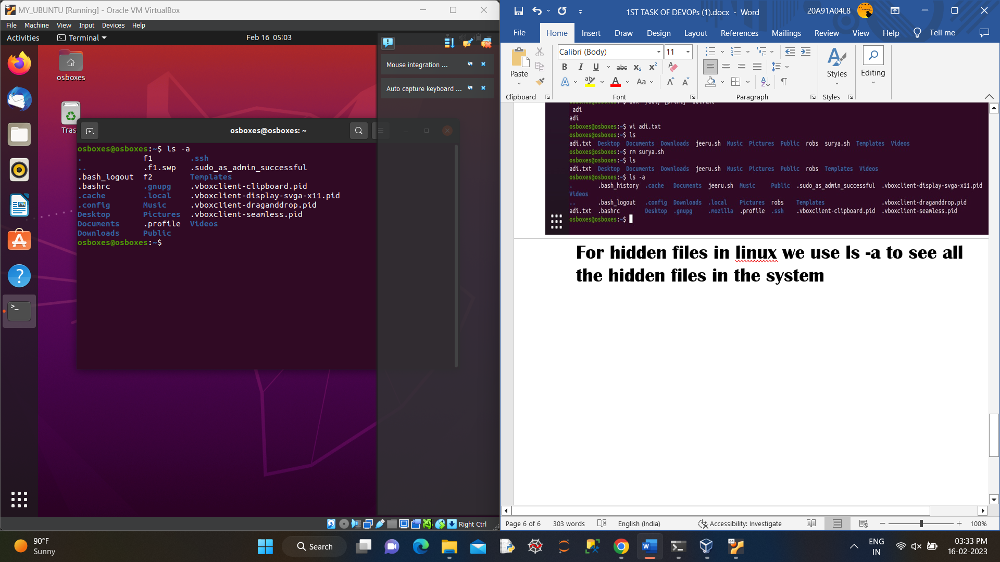 MY_UBUNTU [Running] - Oracle VM VirtualBox
File Machine View Input Devices Help
Activities Terminal Feb 16 05:03
osboxes
Mouse integration ...
Auto capture keyboard ...
Tras
osboxes@osboxes: ~
osboxes@osboxes:~$ ls -a
. f1 .ssh
.. .f1.swp .sudo_as_admin_successful
.bash_logout f2 Templates
.bashrc .gnupg .vboxclient-clipboard.pid
.cache .local .vboxclient-display-svga-x11.pid
.config Music .vboxclient-draganddrop.pid
Desktop Pictures .vboxclient-seamless.pid
Documents .profile Videos
Downloads Public
osboxes@osboxes:~$
Right Ctrl
1ST TASK OF DEVOPs (1).docx - Word
20A91A04L8
File Home Insert Draw Design Layout References Mailings Review View Help Tell me
Paste
Calibri (Body) 11
Styles
Editing
Clipboard Font Paragraph Styles
adi
adi
osboxes@osboxes:~$ vi adi.txt
osboxes@osboxes:~$ ls
adi.txt Desktop Documents Downloads jeeru.sh Music Pictures Public robs surya.sh Templates Videos
osboxes@osboxes:~$ rm surya.sh
osboxes@osboxes:~$ ls
adi.txt Desktop Documents Downloads jeeru.sh Music Pictures Public robs Templates Videos
osboxes@osboxes:~$ ls -a
. .bash_history .cache Documents jeeru.sh Music Public .sudo_as_admin_successful .vboxclient-display-svga-x11.pid
Videos
.. .bash_logout .config Downloads .local Pictures robs Templates .vboxclient-draganddrop.pid
adi.txt .bashrc Desktop .gnupg .mozilla .profile .ssh .vboxclient-clipboard.pid .vboxclient-seamless.pid
osboxes@osboxes:~$
For hidden files in linux we use ls -a to see all
the hidden files in the system
Page 6 of 6 303 words English (India) Accessibility: Investigate 100%
90°F
Sunny
Search
ENG
IN
03:33 PM
16-02-2023